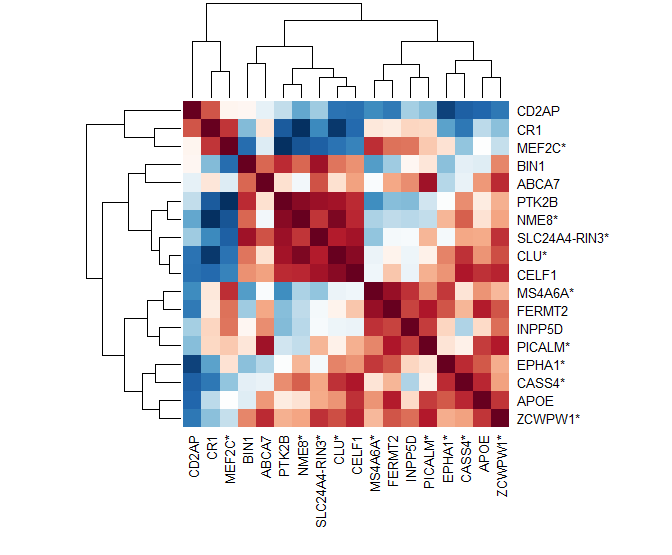 CD2AP
CR1
MEF2C*
BIN1
ABCA7
PTK2B
NME8*
SLC24A4-RIN3*
CLU*
CELF1
MS4A6A*
FERMT2
INPP5D
PICALM*
EPHA1*
CASS4*
APOE
ZCWPW1*
CD2AP
CR1
MEF2C*
BIN1
ABCA7
PTK2B
NME8*
SLC24A4-RIN3*
CLU*
CELF1
MS4A6A*
FERMT2
INPP5D
PICALM*
EPHA1*
CASS4*
APOE
ZCWPW1*